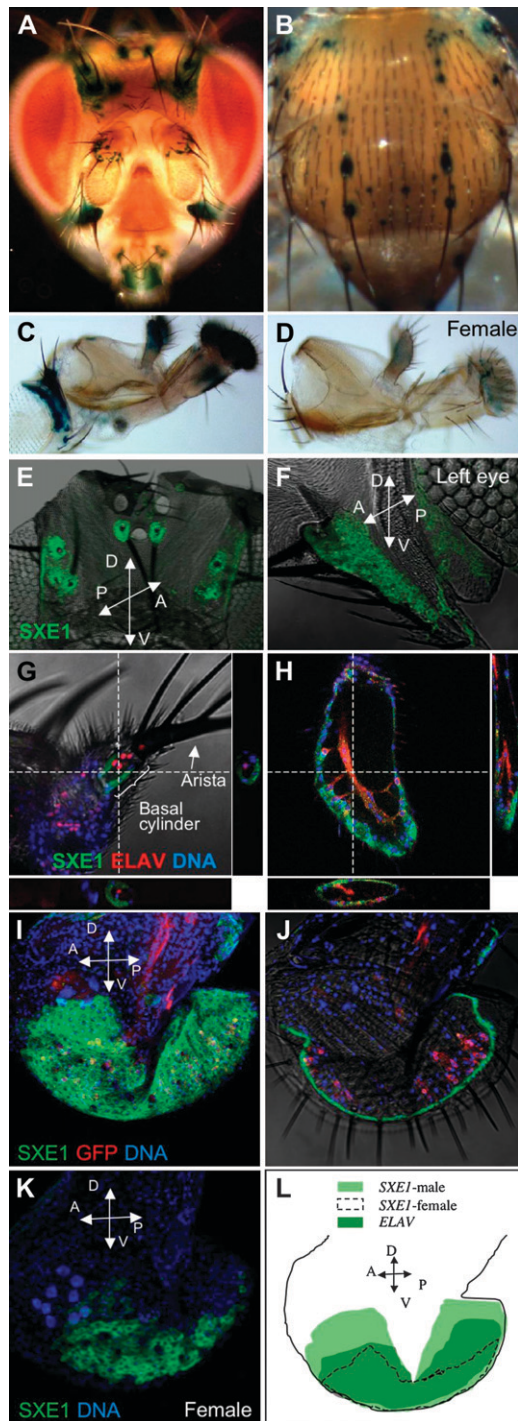 A
B
C
D
Female
E
D
P
A
V
SXE1
F
Left eye
D
A
P
V
G
Arista
Basal
cylinder
SXE1 ELAV DNA
H
I
D
A
P
V
SXE1 GFP DNA
J
K
D
A
P
V
SXE1 DNA
Female
L
SXE1-male
SXE1-female
ELAV
D
A
P
V